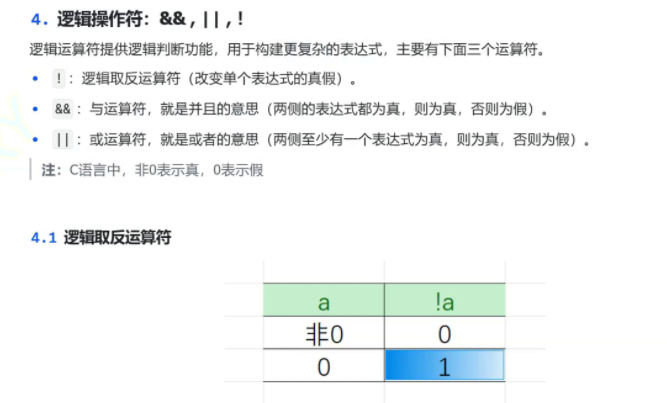 4. 逻辑操作符：&& , || , !
逻辑运算符提供逻辑判断功能，用于构建更复杂的表达式，主要有下面三个运算符。
• ! ：逻辑取反运算符（改变单个表达式的真假）。
• && ：与运算符，就是并且的意思（两侧的表达式都为真，则为真，否则为假）。
• || ：或运算符，就是或者的意思（两侧至少有一个表达式为真，则为真，否则为假）。
注：C语言中，非0表示真，0表示假
4.1 逻辑取反运算符
a !a
非0 0
0 1